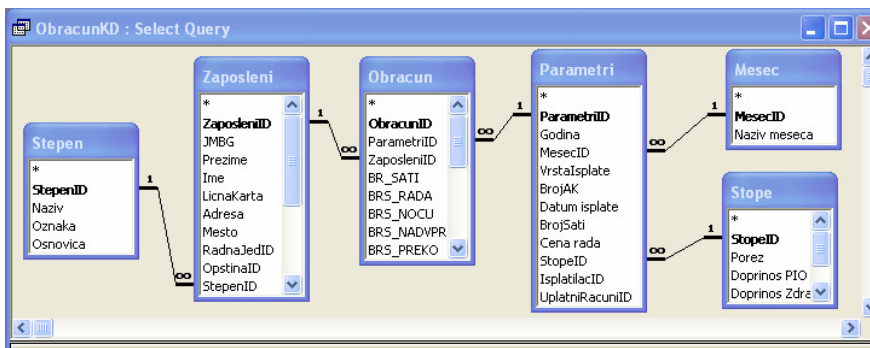 ObracunKD : Select Query
Stepen
*
StepenID
Naziv
Oznaka
Osnovica
Zaposleni
*
ZaposleniID
JMBG
Prezime
Ime
LicnaKarta
Adresa
Mesto
RadnaJedID
OpstinaID
StepenID
Obracun
*
ObracunID
ParametriID
ZaposleniID
BR_SATI
BRS_RADA
BRS_NOCU
BRS_NADVPR
BRS_PREKO
Parametri
*
ParametriID
Godina
MesecID
VrstaIsplate
BrojAK
Datum isplate
BrojSati
Cena rada
StopeID
IsplatilacID
UplatniRacuniID
Mesec
*
MesecID
Naziv meseca
Stope
*
StopeID
Porez
Doprinos PIO
Doprinos Zdra
1
∞
1
∞
∞
1
1
∞
1
∞